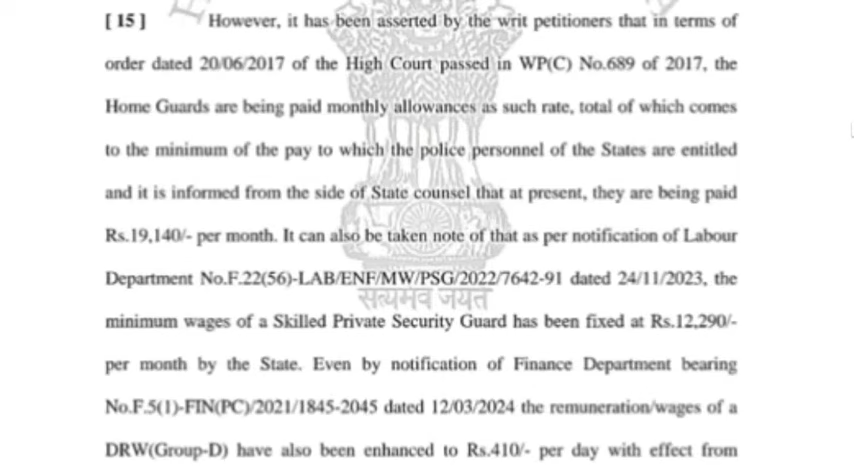 [ 15 ] However, it has been asserted by the writ petitioners that in terms of
order dated 20/06/2017 of the High Court passed in WP(C) No.689 of 2017, the
Home Guards are being paid monthly allowances as such rate, total of which comes
to the minimum of the pay to which the police personnel of the States are entitled
and it is informed from the side of State counsel that at present, they are being paid
Rs.19,140/- per month. It can also be taken note of that as per notification of Labour
Department No.F.22(56)-LAB/ENF/MW/PSG/2022/7642-91 dated 24/11/2023, the
सत्यमेव जयते
minimum wages of a Skilled Private Security Guard has been fixed at Rs.12,290/-
per month by the State. Even by notification of Finance Department bearing
No.F.5(1)-FIN(PC)/2021/1845-2045 dated 12/03/2024 the remuneration/wages of a
DRW(Group-D) have also been enhanced to Rs.410/- per day with effect from